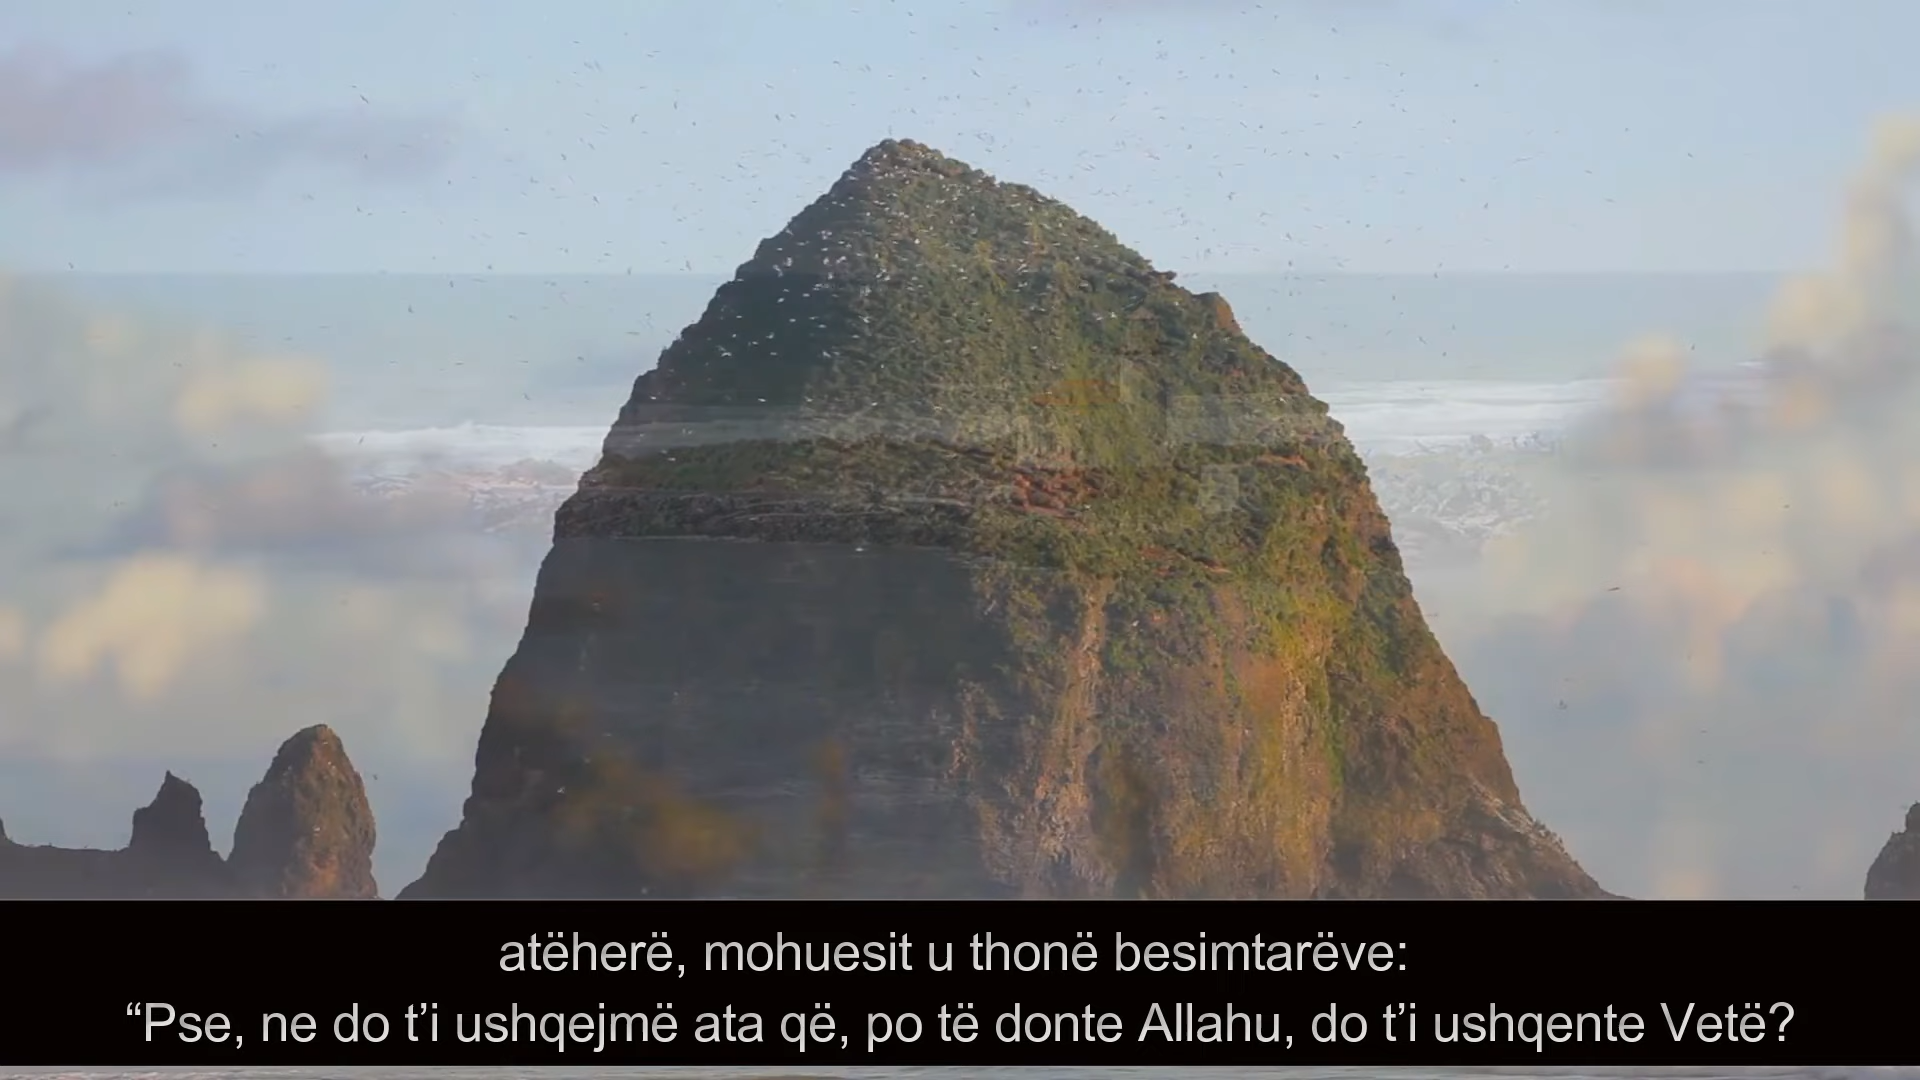 atëherë, mohuesit u thonë besimtarëve:
“Pse, ne do t’i ushqejmë ata që, po të donte Allahu, do t’i ushqente Vetë?